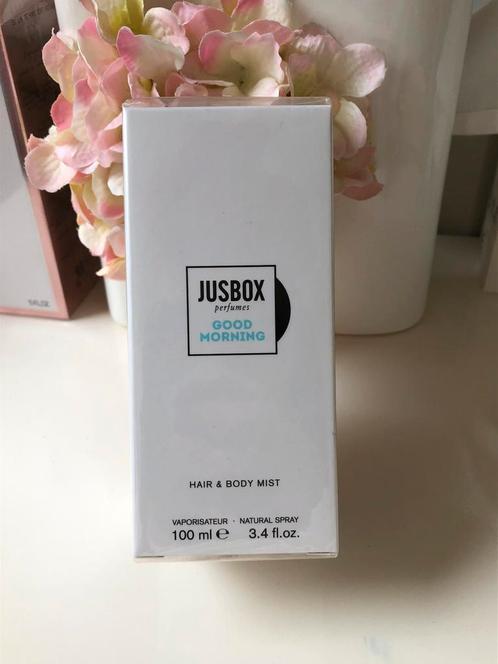 JUSBOX
perfumes
GOOD
MORNING
HAIR & BODY MIST
VAPORISATEUR · NATURAL SPRAY
100 ml ℮ 3.4 fl.oz.